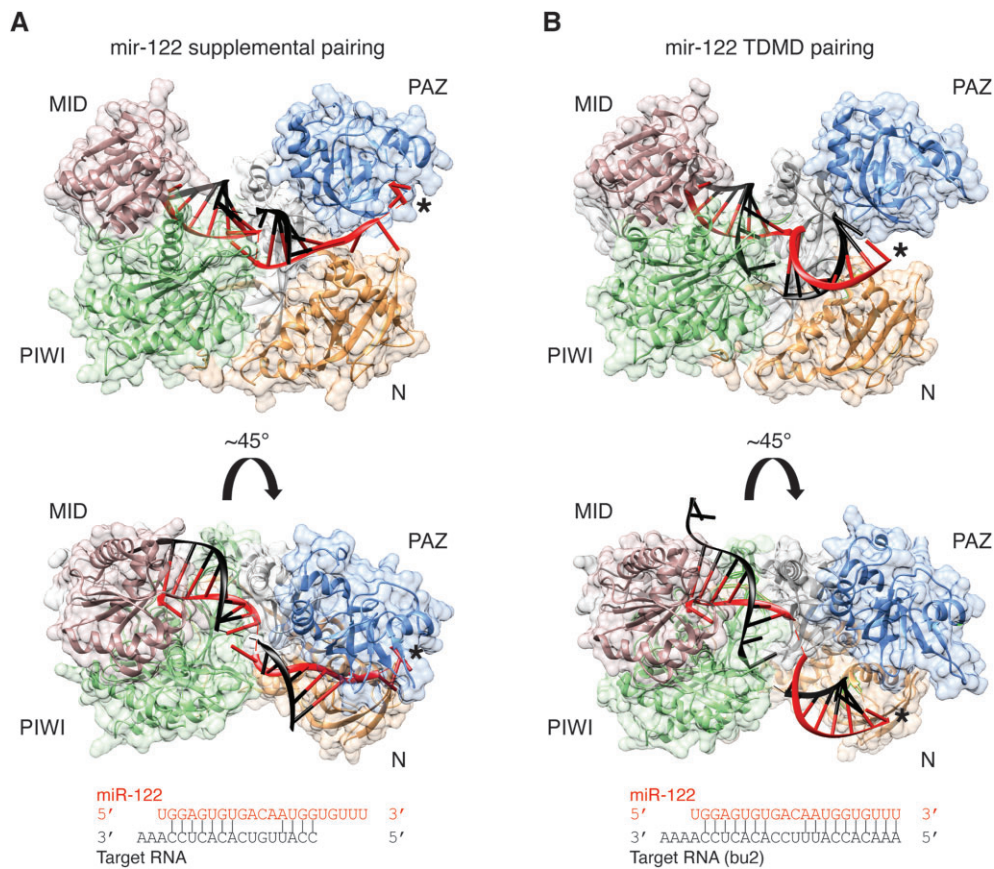 A
mir-122 supplemental pairing
MID
PAZ
*
PIWI
N
~45°
MID
PAZ
*
PIWI
N
miR-122
5′ UGGAGUGUGACAAUGGUGUUU 3′
3′ AAACCUCACACUGUUACC 5′
Target RNA
B
mir-122 TDMD pairing
MID
PAZ
*
PIWI
N
~45°
MID
PAZ
*
PIWI
N
miR-122
5′ UGGAGUGUGACAAUGGUGUUU 3′
3′ AAAACCUCACACCUUUACCACAAA 5′
Target RNA (bu2)